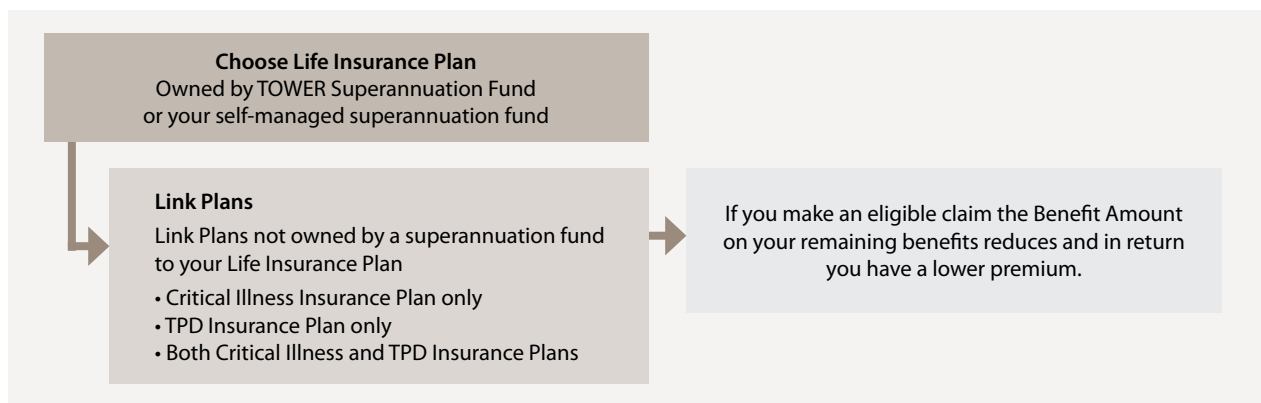 Choose Life Insurance Plan
Owned by TOWER Superannuation Fund
or your self-managed superannuation fund
Link Plans
Link Plans not owned by a superannuation fund
to your Life Insurance Plan
• Critical Illness Insurance Plan only
• TPD Insurance Plan only
• Both Critical Illness and TPD Insurance Plans
If you make an eligible claim the Benefit Amount
on your remaining benefits reduces and in return
you have a lower premium.